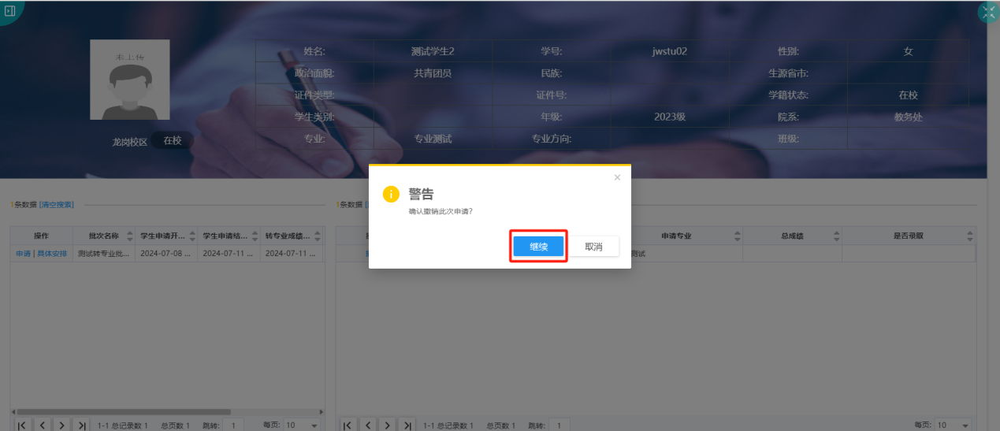 未上传
龙岗校区 在校
姓名: 测试学生2 学号: jwstu02 性别: 女
政治面貌: 共青团员 民族: 生源省市:
证件类型: 证件号: 学籍状态: 在校
学生类别: 年级: 2023级 院系: 教务处
专业: 专业测试 专业方向: 班级:
警告
确认撤销此次申请?
继续 取消
1条数据 [清空搜索] 1条数据
操作 批次名称 学生申请开... 学生申请结... 转专业成绩... 申请专业 总成绩 是否录取
申请 | 具体安排 测试转专业批... 2024-07-08 ... 2024-07-11 ... 2024-07-11 ... 测试
1-1 总记录数 1 总页数 1 跳转: 1 每页: 10 1-1 总记录数 1 总页数 1 跳转: 1 每页: 10